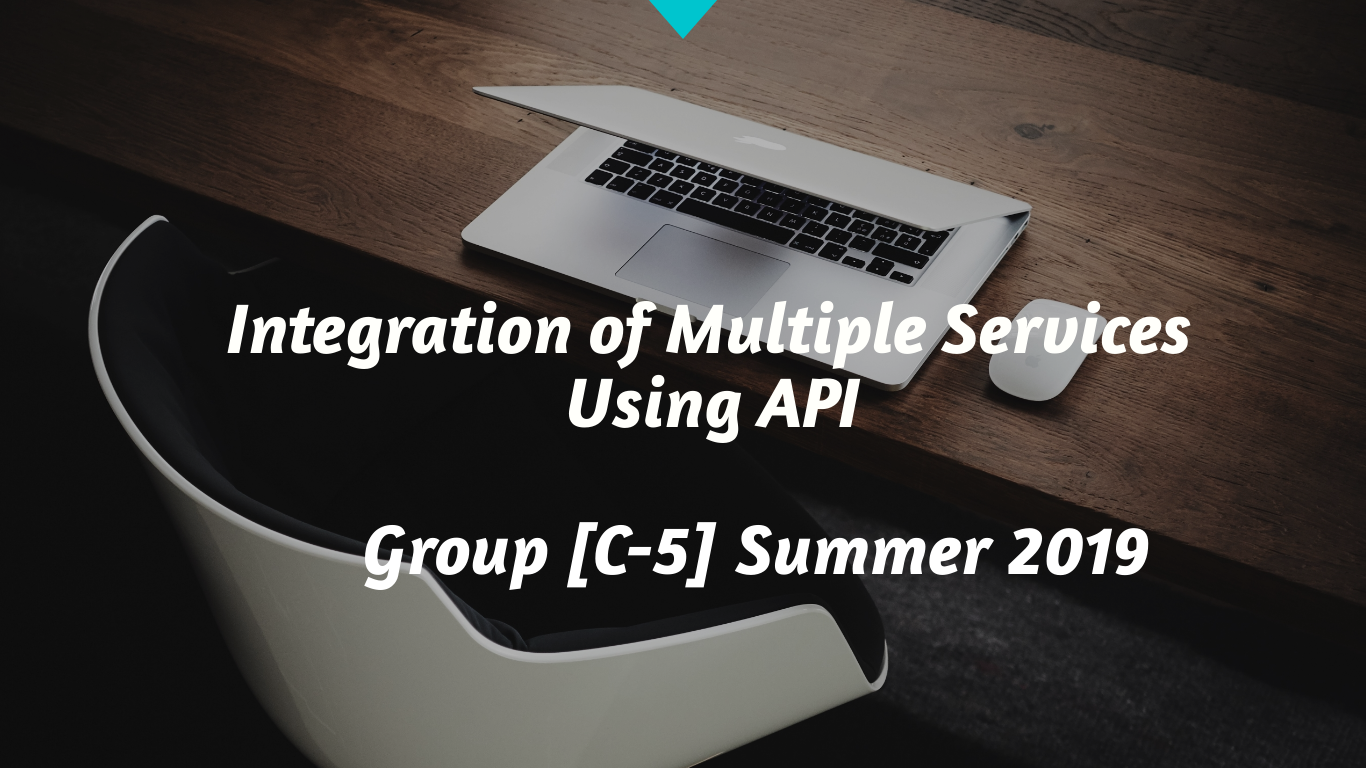 Integration of Multiple Services
Using API
Group [C-5] Summer 2019